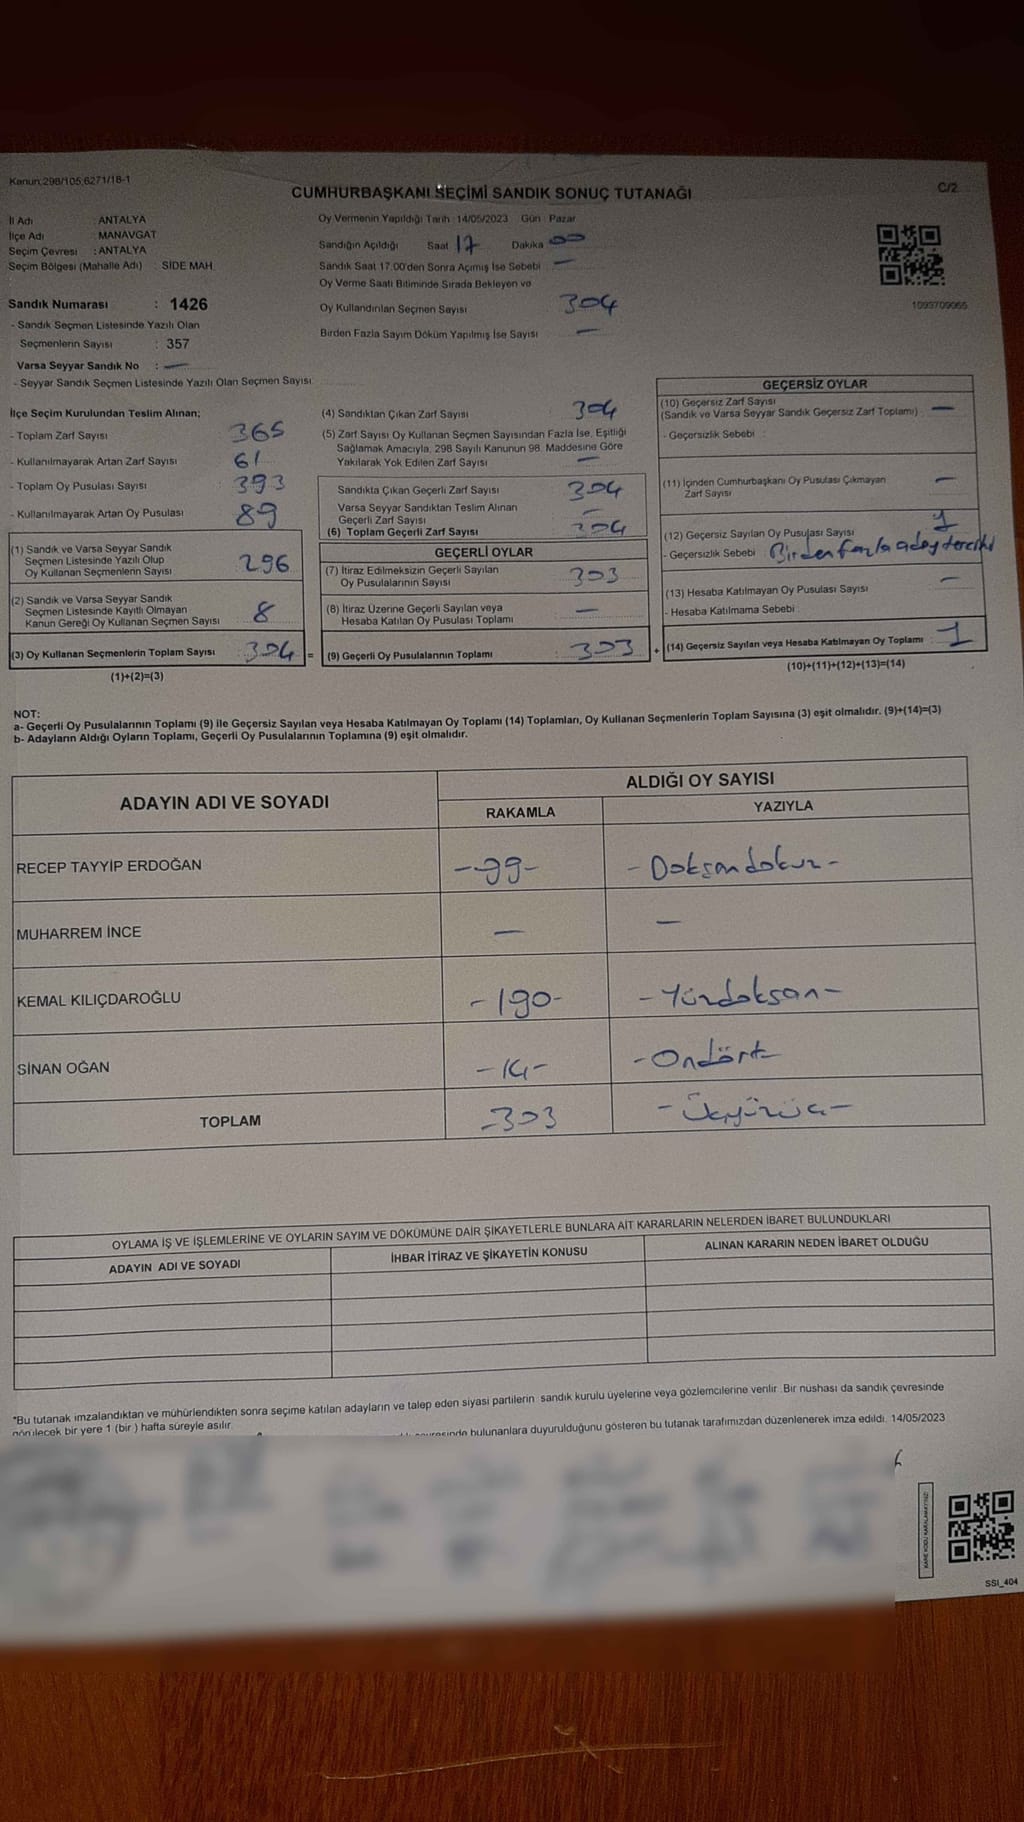 Kanun:298/105;6271/18-1
CUMHURBAŞKANI SEÇİMİ SANDIK SONUÇ TUTANAĞI
C/2
İl Adı : ANTALYA
İlçe Adı : MANAVGAT
Seçim Çevresi : ANTALYA
Seçim Bölgesi (Mahalle Adı) : SİDE MAH.
Sandık Numarası : 1426
- Sandık Seçmen Listesinde Yazılı Olan
Seçmenlerin Sayısı : 357
Varsa Seyyar Sandık No : —
- Seyyar Sandık Seçmen Listesinde Yazılı Olan Seçmen Sayısı:
Oy Vermenin Yapıldığı Tarih : 14/05/2023 Gün : Pazar
Sandığın Açıldığı Saat 17 Dakika 00
Sandık Saat 17.00'den Sonra Açımış İse Sebebi : —
Oy Verme Saati Bitiminde Sırada Bekleyen ve
Oy Kullandırılan Seçmen Sayısı 304
Birden Fazla Sayım Döküm Yapılmış İse Sayısı —
1093709065
İlçe Seçim Kurulundan Teslim Alınan;
- Toplam Zarf Sayısı 365
- Kullanılmayarak Artan Zarf Sayısı 61
- Toplam Oy Pusulası Sayısı 393
- Kullanılmayarak Artan Oy Pusulası 89
(1) Sandık ve Varsa Seyyar Sandık
Seçmen Listesinde Yazılı Olup
Oy Kullanan Seçmenlerin Sayısı 296
(2) Sandık ve Varsa Seyyar Sandık
Seçmen Listesinde Kayıtlı Olmayan
Kanun Gereği Oy Kullanan Seçmen Sayısı 8
(3) Oy Kullanan Seçmenlerin Toplam Sayısı : 304 =
(1)+(2)=(3)
(4) Sandıktan Çıkan Zarf Sayısı 304
(5) Zarf Sayısı Oy Kullanan Seçmen Sayısından Fazla İse, Eşitliği
Sağlamak Amacıyla, 298 Sayılı Kanunun 98. Maddesine Göre
Yakılarak Yok Edilen Zarf Sayısı —
Sandıkta Çıkan Geçerli Zarf Sayısı 304
Varsa Seyyar Sandıktan Teslim Alınan
Geçerli Zarf Sayısı —
(6) Toplam Geçerli Zarf Sayısı 304
GEÇERLİ OYLAR
(7) İtiraz Edilmeksizin Geçerli Sayılan
Oy Pusulalarının Sayısı 303
(8) İtiraz Üzerine Geçerli Sayılan veya
Hesaba Katılan Oy Pusulası Toplamı —
(9) Geçerli Oy Pusulalarının Toplamı : 303 +
GEÇERSİZ OYLAR
(10) Geçersiz Zarf Sayısı
(Sandık ve Varsa Seyyar Sandık Geçersiz Zarf Toplamı) : —
- Geçersizlik Sebebi :
(11) İçinden Cumhurbaşkanı Oy Pusulası Çıkmayan
Zarf Sayısı —
(12) Geçersiz Sayılan Oy Pusulası Sayısı 1
- Geçersizlik Sebebi : Birden fazla aday tercihi
(13) Hesaba Katılmayan Oy Pusulası Sayısı —
- Hesaba Katılmama Sebebi :
(14) Geçersiz Sayılan veya Hesaba Katılmayan Oy Toplamı : 1
(10)+(11)+(12)+(13)=(14)
NOT:
a- Geçerli Oy Pusulalarının Toplamı (9) ile Geçersiz Sayılan veya Hesaba Katılmayan Oy Toplamı (14) Toplamları, Oy Kullanan Seçmenlerin Toplam Sayısına (3) eşit olmalıdır. (9)+(14)=(3)
b- Adayların Aldığı Oyların Toplamı, Geçerli Oy Pusulalarının Toplamına (9) eşit olmalıdır.
ADAYIN ADI VE SOYADI ALDIĞI OY SAYISI
RAKAMLA YAZIYLA
RECEP TAYYİP ERDOĞAN -99- -Doksandokuz-
MUHARREM İNCE — —
KEMAL KILIÇDAROĞLU -190- -Yüzdoksan-
SİNAN OĞAN -14- -Ondört-
TOPLAM -303 -Üçyüzüç-
OYLAMA İŞ VE İŞLEMLERİNE VE OYLARIN SAYIM VE DÖKÜMÜNE DAİR ŞİKAYETLERLE BUNLARA AİT KARARLARIN NELERDEN İBARET BULUNDUKLARI
ADAYIN ADI VE SOYADI İHBAR İTİRAZ VE ŞİKAYETİN KONUSU ALINAN KARARIN NEDEN İBARET OLDUĞU
*Bu tutanak imzalandıktan ve mühürlendikten sonra seçime katılan adayların ve talep eden siyasi partilerin sandık kurulu üyelerine veya gözlemcilerine verilir. Bir nüshası da sandık çevresinde
görülecek bir yere 1 (bir) hafta süreyle asılır.
bulunanlara duyurulduğunu gösteren bu tutanak tarafımızdan düzenlenerek imza edildi. 14/05/2023
SSI_404